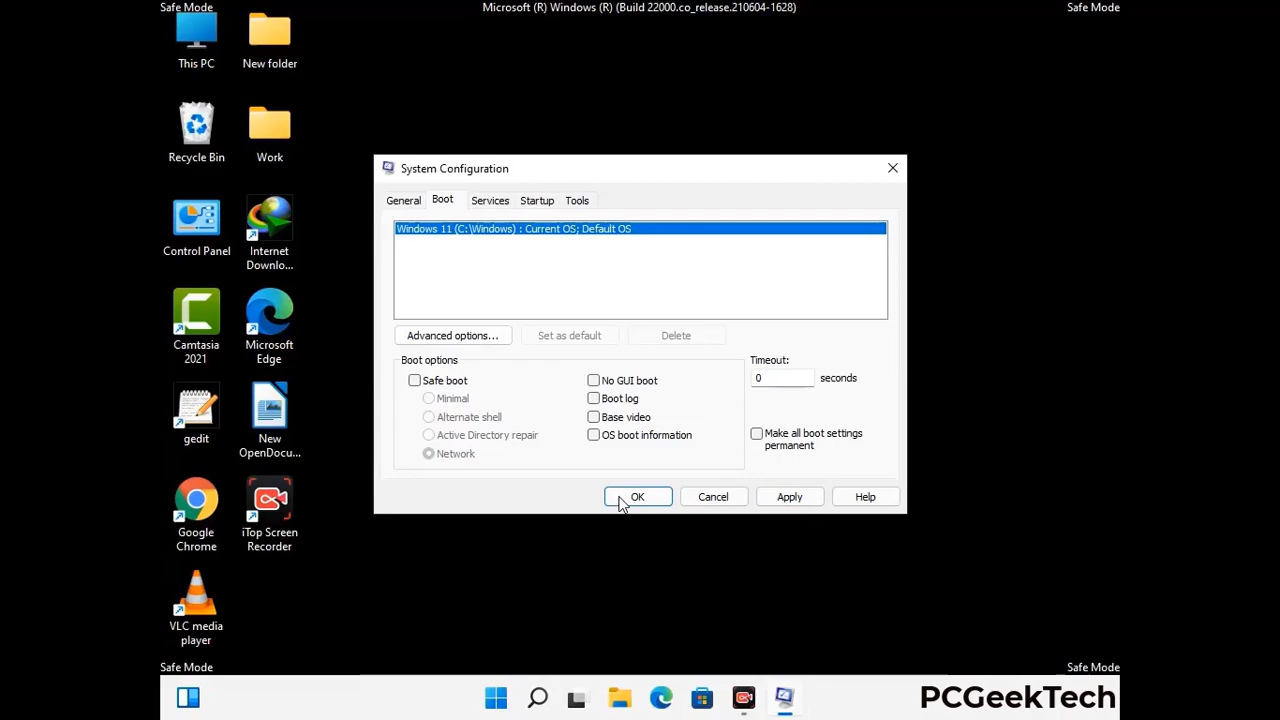 Safe Mode
Microsoft (R) Windows (R) (Build 22000.co_release.210604-1628)
Safe Mode
This PC
New folder
Recycle Bin
Work
Control Panel
Internet
Downlo...
Camtasia
2021
Microsoft
Edge
gedit
New
OpenDocu...
Google
Chrome
iTop Screen
Recorder
VLC media
player
System Configuration
General
Boot
Services
Startup
Tools
Windows 11 (C:\Windows) : Current OS; Default OS
Advanced options...
Set as default
Delete
Boot options
Safe boot
Minimal
Alternate shell
Active Directory repair
Network
No GUI boot
Boot log
Base video
OS boot information
Timeout:
0 seconds
Make all boot settings
permanent
OK
Cancel
Apply
Help
Safe Mode
Safe Mode
PCGeekTech